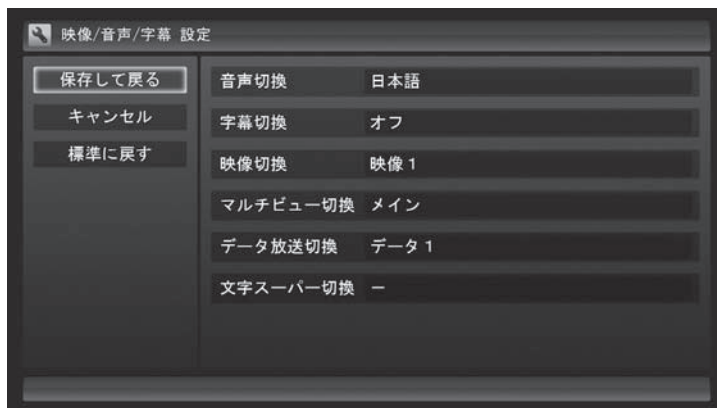 映像/音声/字幕 設定
保存して戻る
キャンセル
標準に戻す
音声切換 日本語
字幕切換 オフ
映像切換 映像1
マルチビュー切換 メイン
データ放送切換 データ1
文字スーパー切換 −